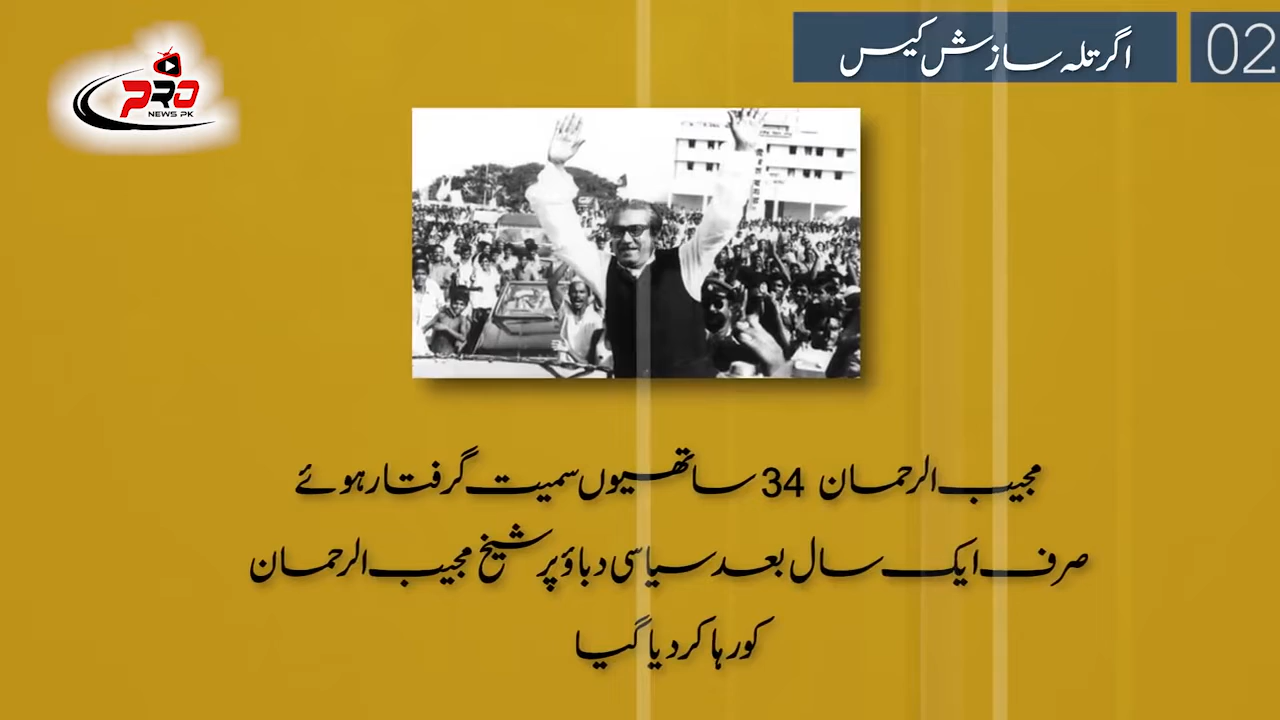 02
اگرتلہ سازش کیس
PRO
NEWS PK
مجیب الرحمان 34 ساتھیوں سمیت گرفتار ہوئے
صرف ایک سال بعد سیاسی دباؤ پر شیخ مجیب الرحمان
کو رہا کر دیا گیا